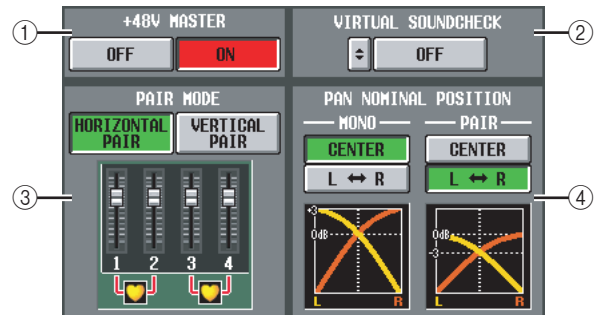 ① +48V MASTER
OFF ON
VIRTUAL SOUNDCHECK ②
OFF
③ PAIR MODE
HORIZONTAL PAIR
VERTICAL PAIR
1 2 3 4
PAN NOMINAL POSITION ④
MONO
CENTER
L ↔ R
+3
0dB
L R
PAIR
CENTER
L ↔ R
0dB
-3
L R